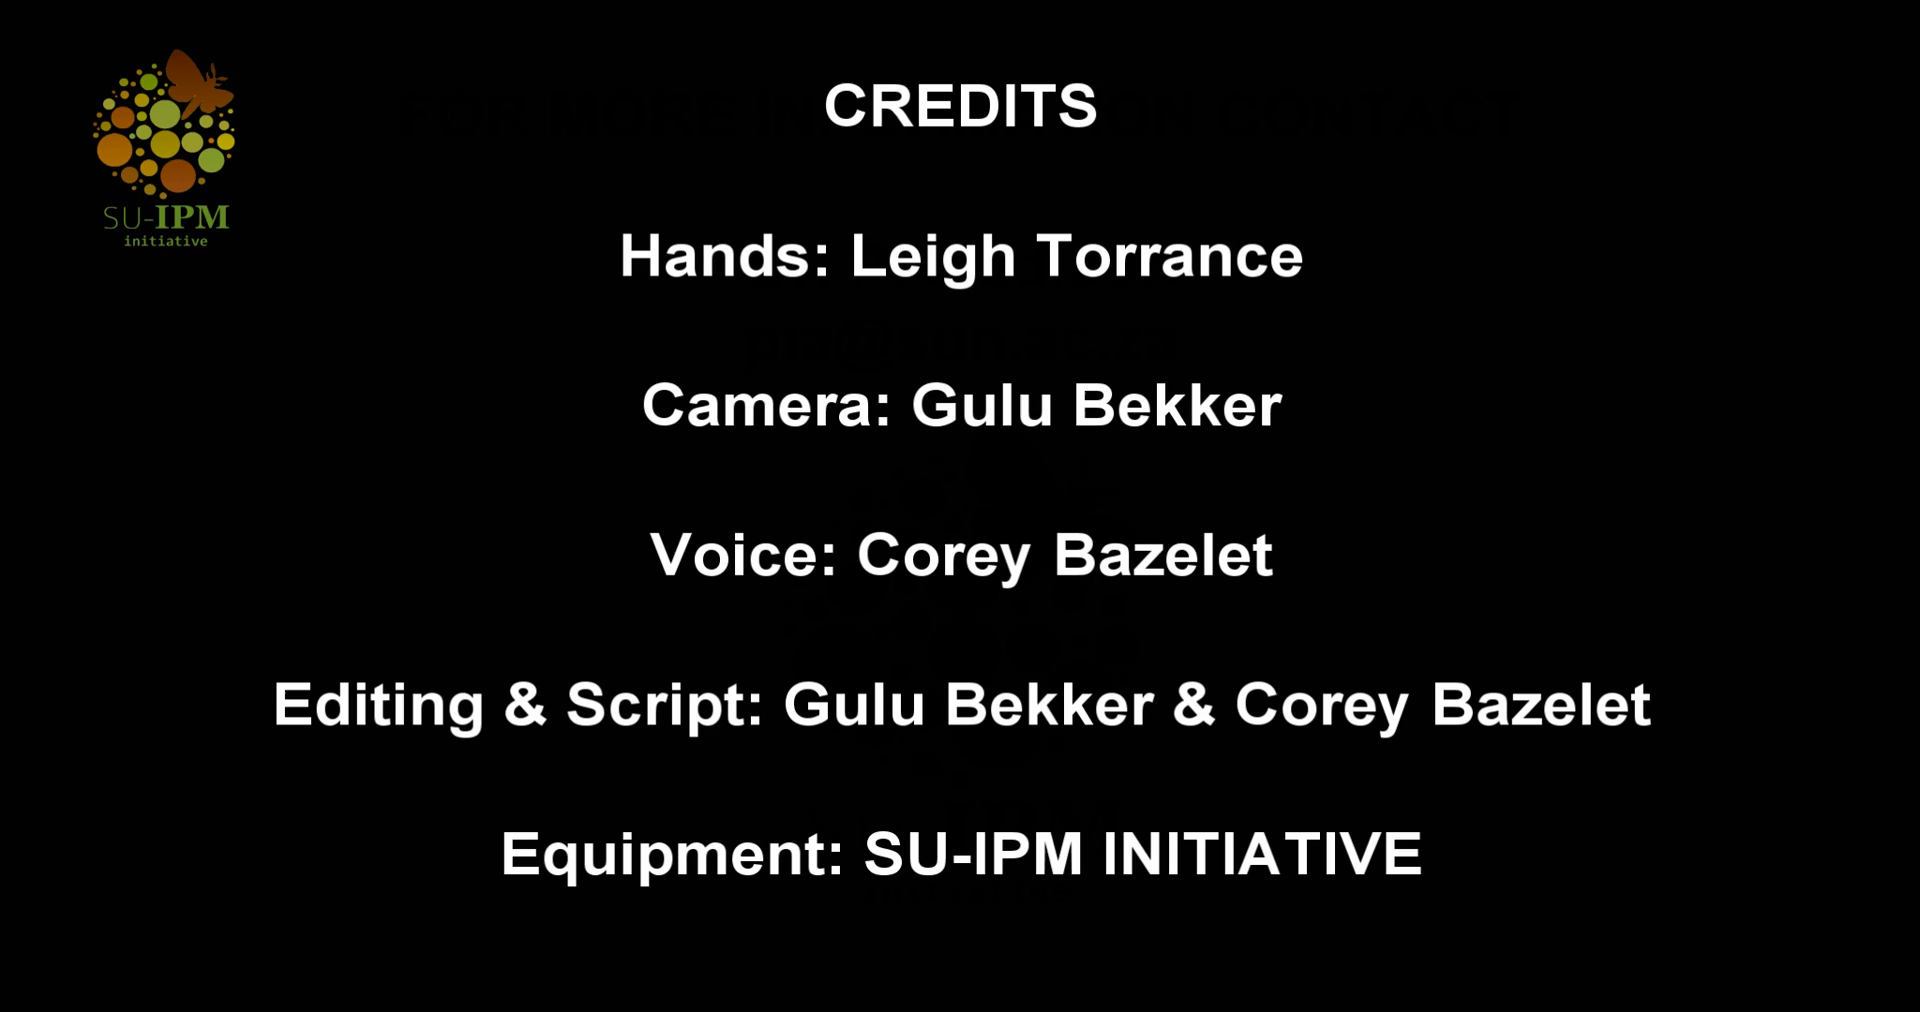 CREDITS
SU-IPM
initiative
Hands: Leigh Torrance
Camera: Gulu Bekker
Voice: Corey Bazelet
Editing & Script: Gulu Bekker & Corey Bazelet
Equipment: SU-IPM INITIATIVE